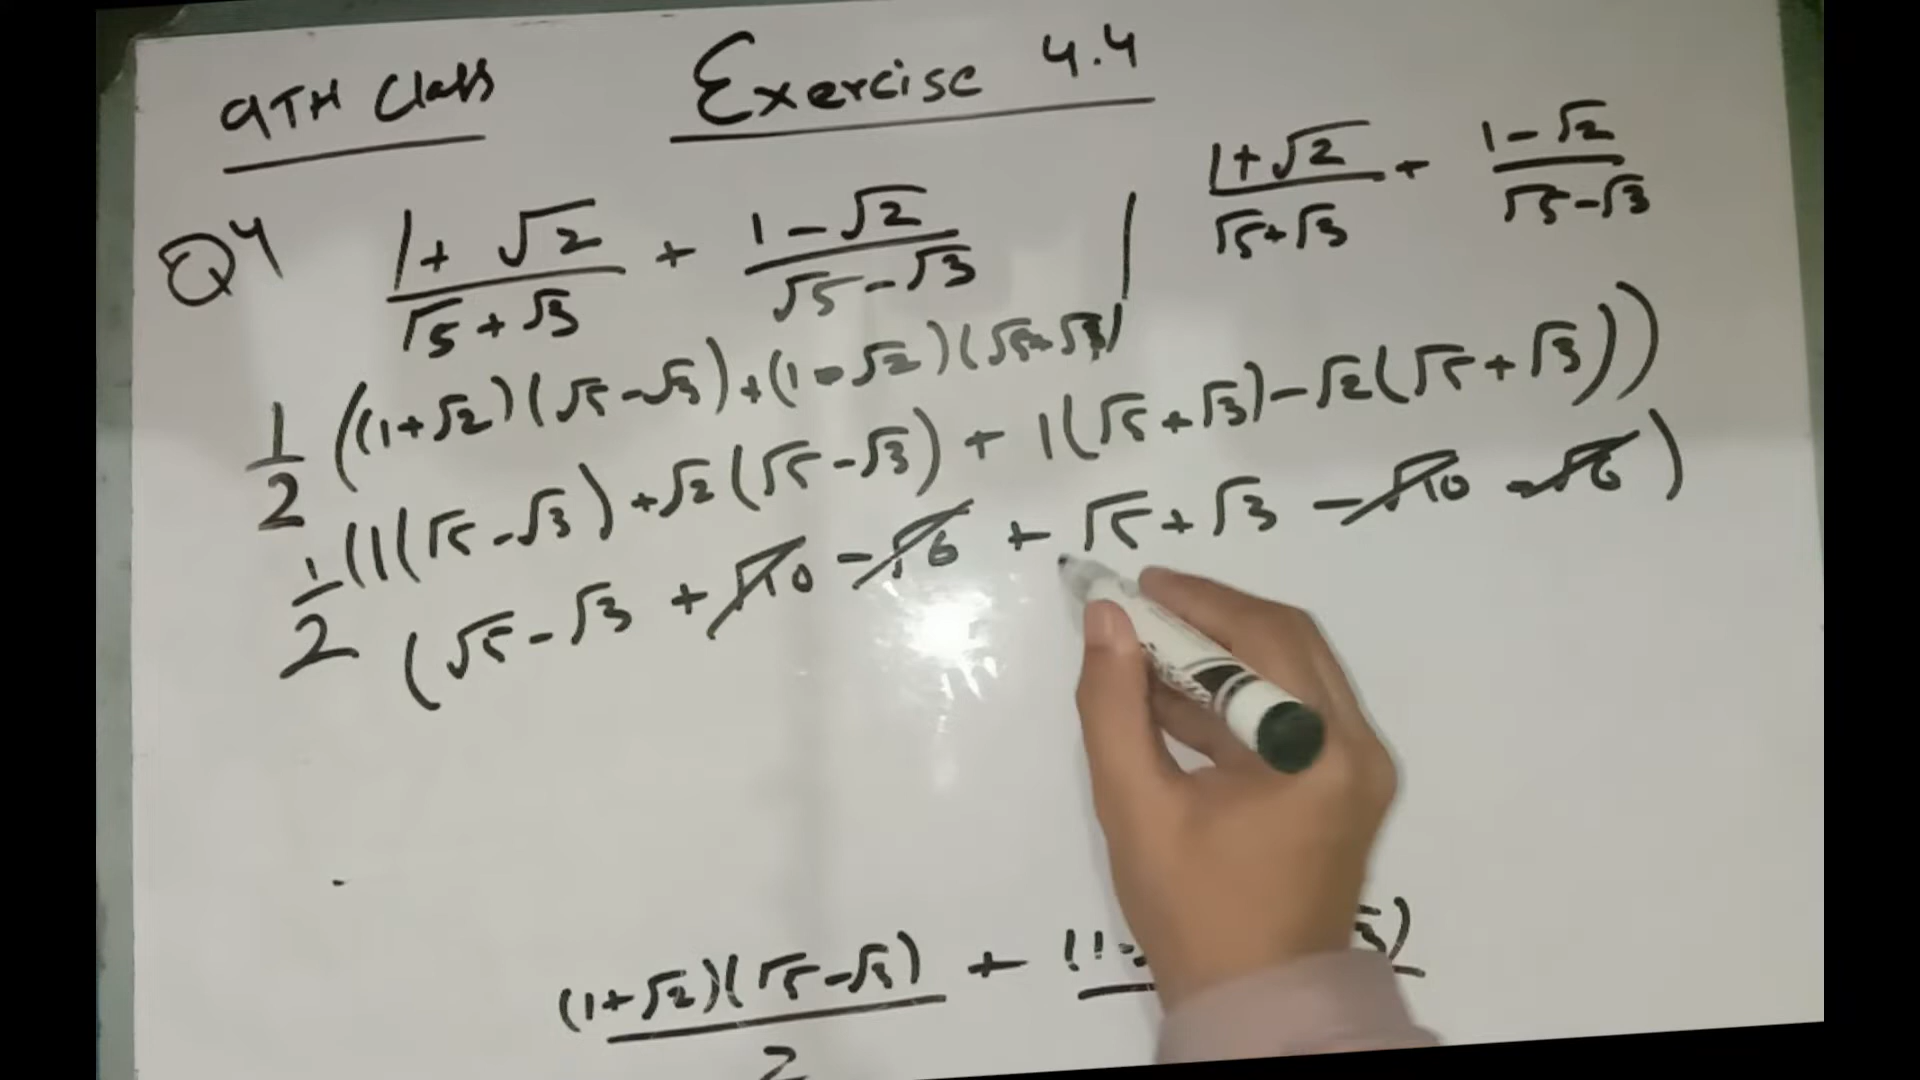 9TH Class
Exercise 4.4
Q4 (1+√2)/(√5+√3) + (1-√2)/(√5-√3) | (1+√2)/(√5+√3) + (1-√2)/(√5-√3)
1/2 ((1+√2)(√5-√3)+(1-√2)(√5+√3)
1/2 (1(√5-√3)+√2(√5-√3)+1(√5+√3)-√2(√5+√3))
(√5-√3+√10-√6+√5+√3-√10-√6)
(1+√2)(√5-√3)/2 + (1-